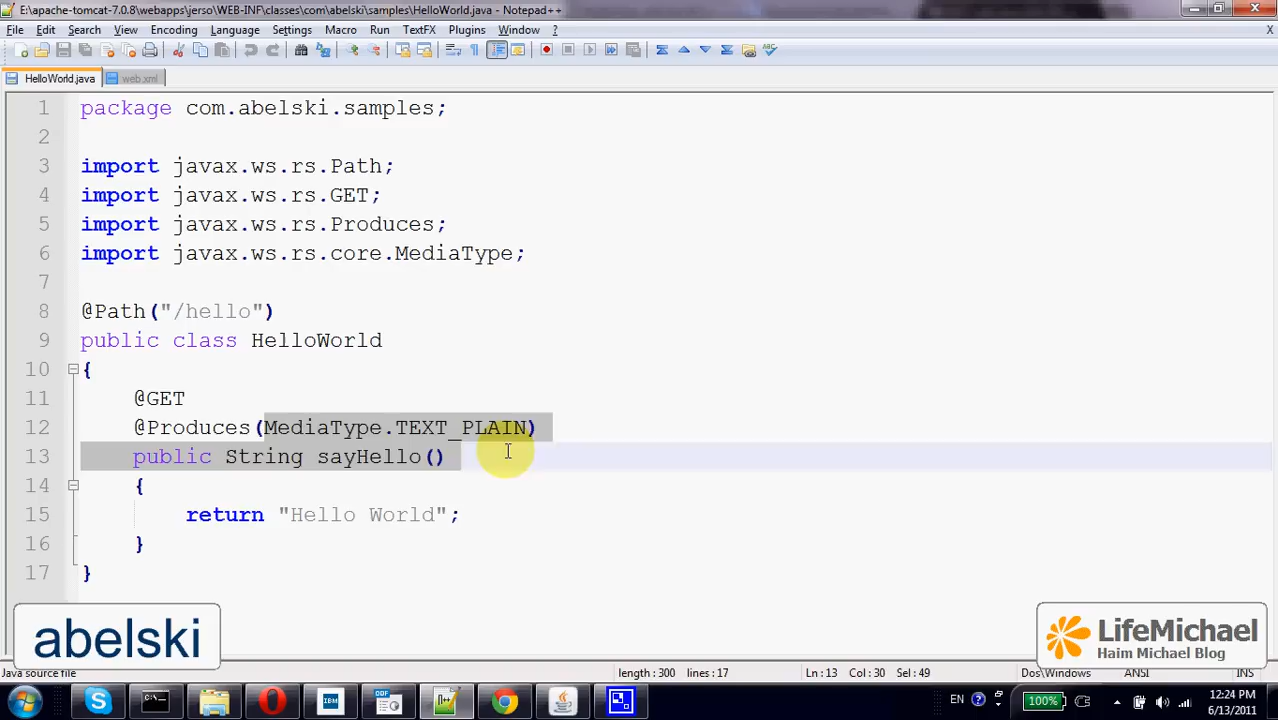 E:\apache-tomcat-7.0.8\webapps\jerso\WEB-INF\classes\com\abelski\samples\HelloWorld.java - Notepad++
File Edit Search View Encoding Language Settings Macro Run TextFX Plugins Window ? X
HelloWorld.java web.xml
1 package com.abelski.samples;
2
3 import javax.ws.rs.Path;
4 import javax.ws.rs.GET;
5 import javax.ws.rs.Produces;
6 import javax.ws.rs.core.MediaType;
7
8 @Path("/hello")
9 public class HelloWorld
10 {
11 @GET
12 @Produces(MediaType.TEXT_PLAIN)
13 public String sayHello()
14 {
15 return "Hello World";
16 }
17 }
abelski
LifeMichael
Haim Michael Blog
Java source file length : 300 lines : 17 Ln : 13 Col : 30 Sel : 49 Dos\Windows ANSI INS
IBM ODF EN 100% 12:24 PM
6/13/2011